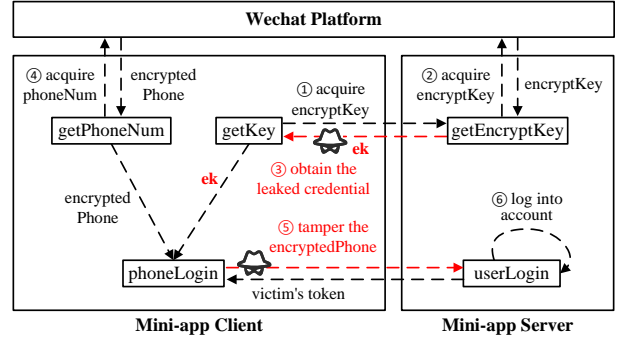 Wechat Platform
④ acquire
phoneNum
encrypted
Phone
① acquire
encryptKey
② acquire
encryptKey
encryptKey
getPhoneNum
getKey
getEncryptKey
ek
ek
③ obtain the
leaked credential
encrypted
Phone
⑤ tamper the
encryptedPhone
⑥ log into
account
phoneLogin
userLogin
victim's token
Mini-app Client
Mini-app Server